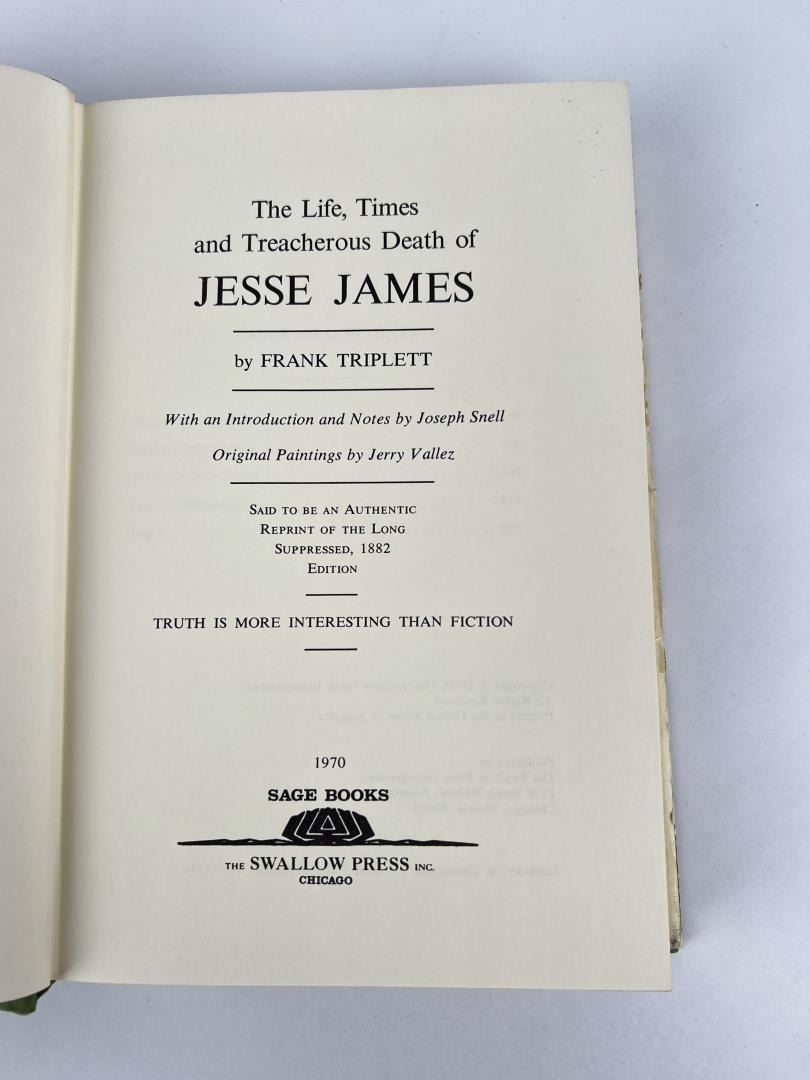 The Life, Times
and Treacherous Death of
JESSE JAMES
by FRANK TRIPLETT
With an Introduction and Notes by Joseph Snell
Original Paintings by Jerry Vallez
SAID TO BE AN AUTHENTIC
REPRINT OF THE LONG
SUPPRESSED, 1882
EDITION
TRUTH IS MORE INTERESTING THAN FICTION
1970
SAGE BOOKS
THE SWALLOW PRESS INC.
CHICAGO